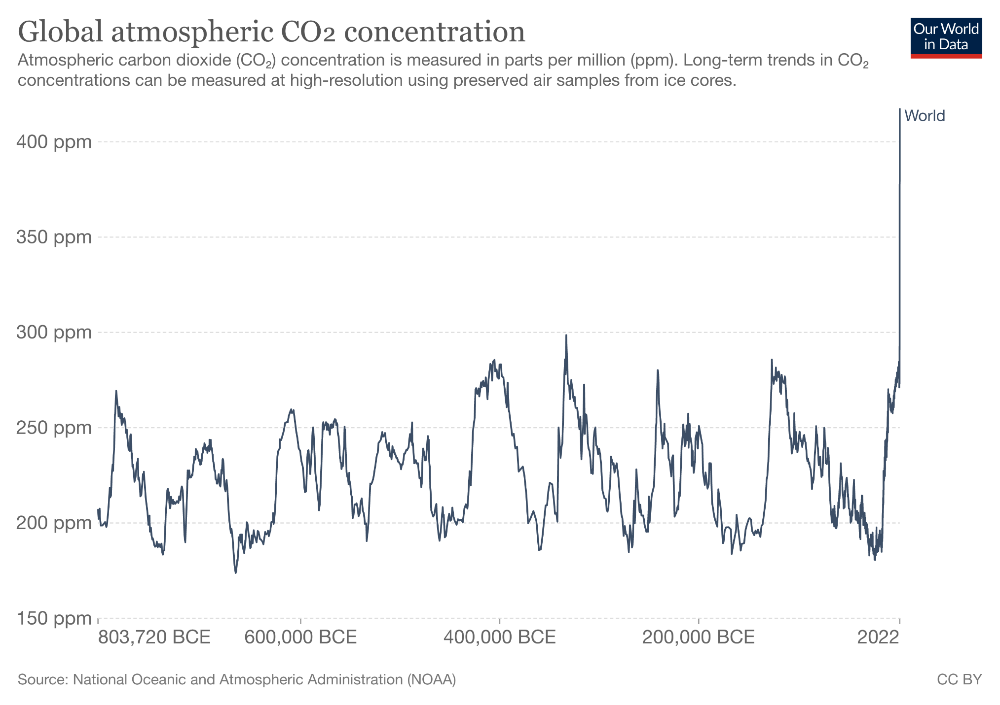 Global atmospheric CO2 concentration
Our World
in Data
Atmospheric carbon dioxide (CO₂) concentration is measured in parts per million (ppm). Long-term trends in CO₂
concentrations can be measured at high-resolution using preserved air samples from ice cores.
World
400 ppm
350 ppm
300 ppm
250 ppm
200 ppm
150 ppm
803,720 BCE 600,000 BCE 400,000 BCE 200,000 BCE 2022
Source: National Oceanic and Atmospheric Administration (NOAA) CC BY